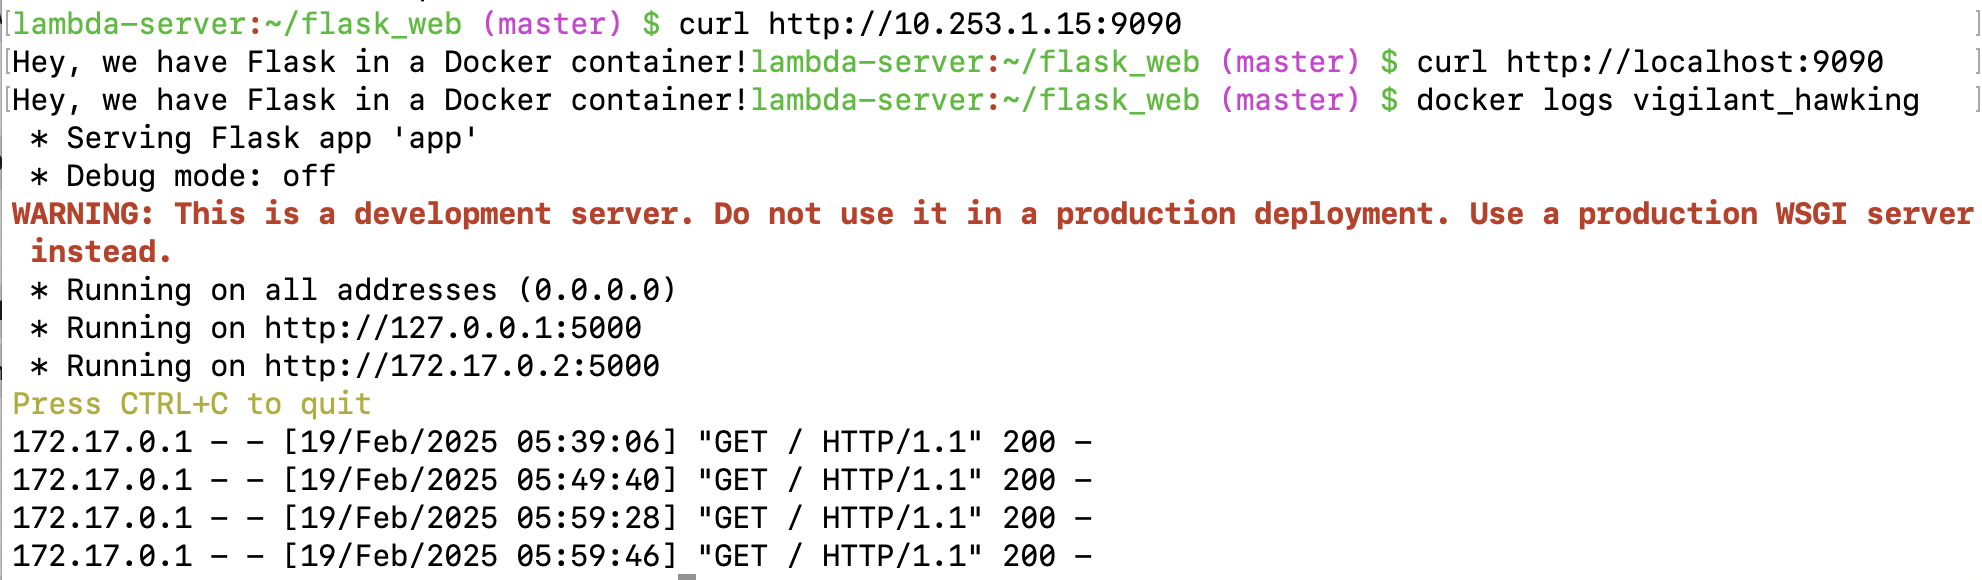 lambda-server:~/flask_web (master) $ curl http://10.253.1.15:9090
Hey, we have Flask in a Docker container!lambda-server:~/flask_web (master) $ curl http://localhost:9090
Hey, we have Flask in a Docker container!lambda-server:~/flask_web (master) $ docker logs vigilant_hawking
 * Serving Flask app 'app'
 * Debug mode: off
WARNING: This is a development server. Do not use it in a production deployment. Use a production WSGI server
 instead.
 * Running on all addresses (0.0.0.0)
 * Running on http://127.0.0.1:5000
 * Running on http://172.17.0.2:5000
Press CTRL+C to quit
172.17.0.1 - - [19/Feb/2025 05:39:06] "GET / HTTP/1.1" 200 -
172.17.0.1 - - [19/Feb/2025 05:49:40] "GET / HTTP/1.1" 200 -
172.17.0.1 - - [19/Feb/2025 05:59:28] "GET / HTTP/1.1" 200 -
172.17.0.1 - - [19/Feb/2025 05:59:46] "GET / HTTP/1.1" 200 -